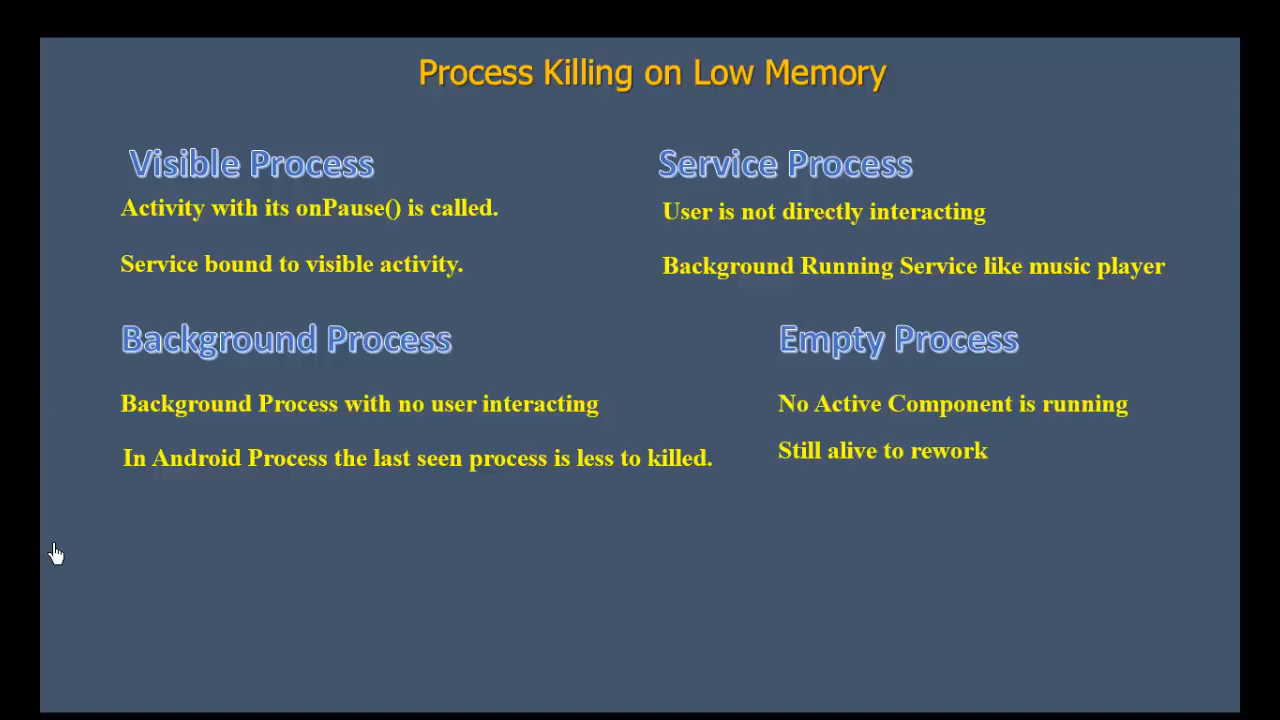 Process Killing on Low Memory
Visible Process
Activity with its onPause() is called.
Service bound to visible activity.
Service Process
User is not directly interacting
Background Running Service like music player
Background Process
Background Process with no user interacting
In Android Process the last seen process is less to killed.
Empty Process
No Active Component is running
Still alive to rework